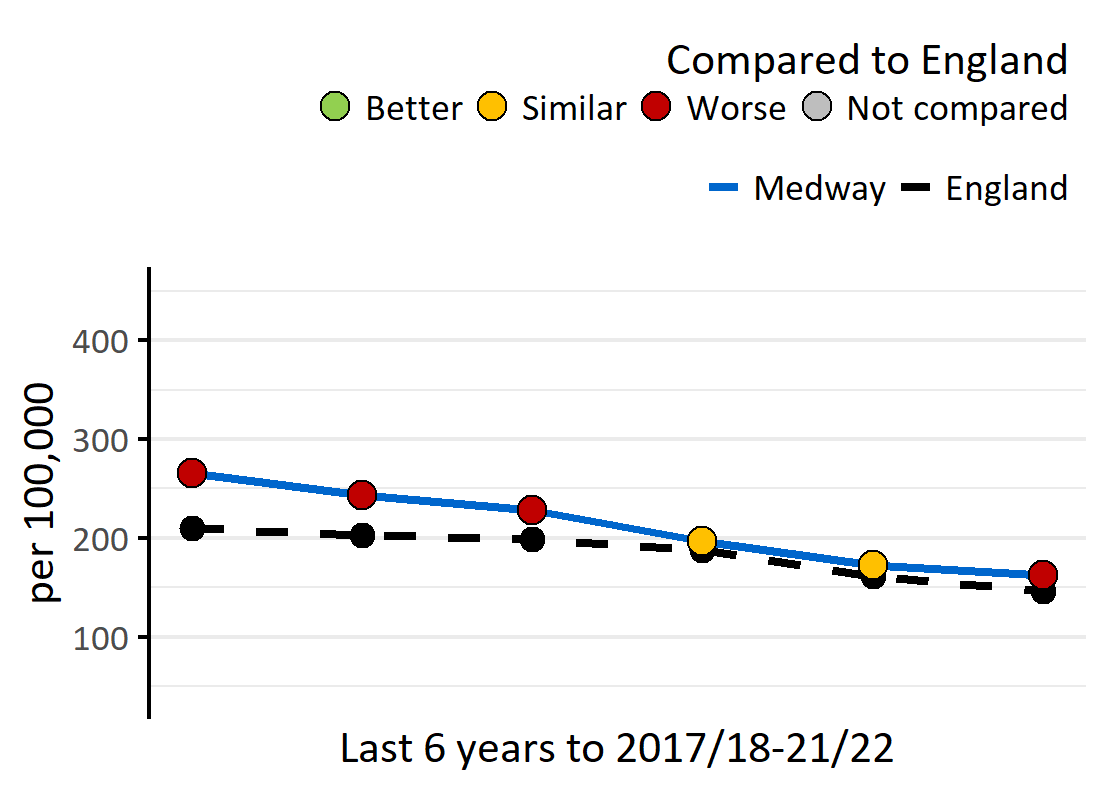 Compared to England
Better Similar Worse Not compared
Medway England
400
300
200
100
per 100,000
Last 6 years to 2017/18-21/22